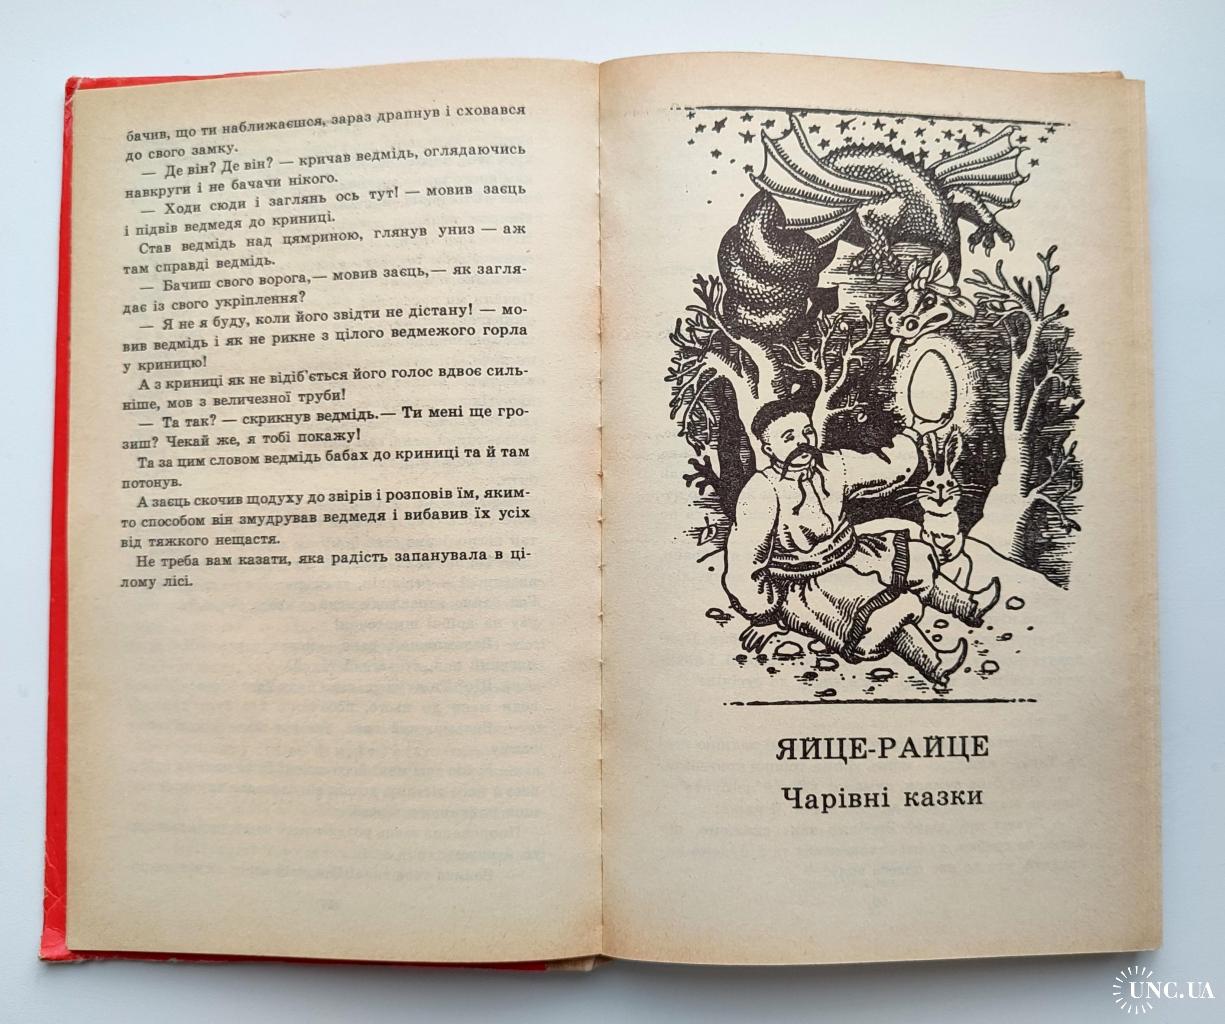 бачив, що ти наближаєшся, зараз драпнув і сховався
до свого замку.
— Де він? Де він? — кричав ведмідь, оглядаючись
навкруги і не бачачи нікого.
— Ходи сюди і заглянь ось тут! — мовив заєць
і підвів ведмедя до криниці.
Став ведмідь над цямриною, глянув униз — аж
там справді ведмідь.
— Бачиш свого ворога,— мовив заєць,— як загля-
дає із свого укріплення?
— Я не я буду, коли його звідти не дістану! — мо-
вив ведмідь і як не рикне з цілого ведмежого горла
у криницю!
А з криниці як не відіб’ється його голос вдвоє силь-
ніше, мов з величезної труби!
— Та так? — скрикнув ведмідь.— Ти мені ще гро-
зиш? Чекай же, я тобі покажу!
Та за цим словом ведмідь бабах до криниці та й там
потонув.
А заєць скочив щодуху до звірів і розповів їм, яким-
то способом він змудрував ведмедя і вибавив їх усіх
від тяжкого нещастя.
Не треба вам казати, яка радість запанувала в ці-
лому лісі.
ЯЙЦЕ-РАЙЦЕ
Чарівні казки
UNC.UA